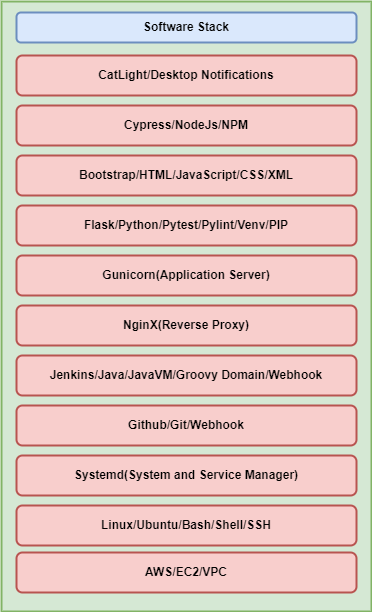 Software Stack
CatLight/Desktop Notifications
Cypress/NodeJs/NPM
Bootstrap/HTML/JavaScript/CSS/XML
Flask/Python/Pytest/Pylint/Venv/PIP
Gunicorn(Application Server)
NginX(Reverse Proxy)
Jenkins/Java/JavaVM/Groovy Domain/Webhook
Github/Git/Webhook
Systemd(System and Service Manager)
Linux/Ubuntu/Bash/Shell/SSH
AWS/EC2/VPC